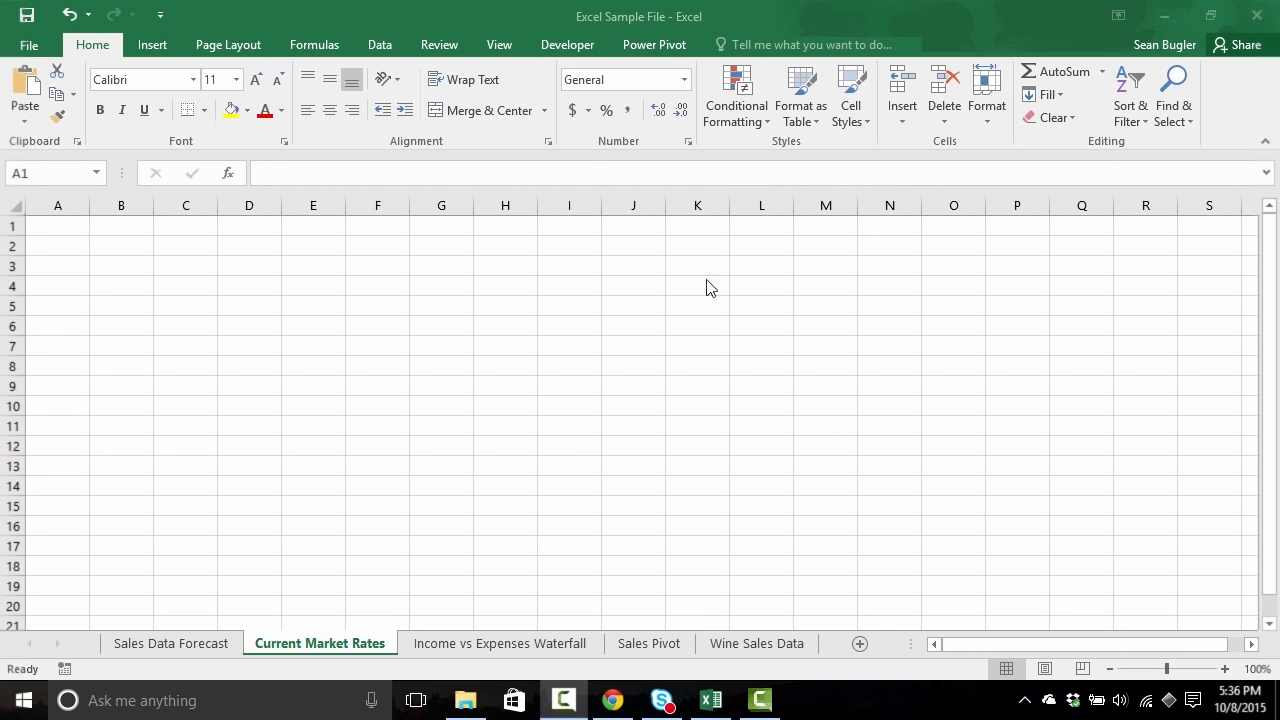 Excel Sample File - Excel
File Home Insert Page Layout Formulas Data Review View Developer Power Pivot Tell me what you want to do... Sean Bugler Share
Paste
Calibri 11
B I U A
Wrap Text
Merge & Center
General
$ % ,
Conditional Formatting
Format as Table
Cell Styles
Insert Delete Format
AutoSum
Fill
Clear
Sort & Filter
Find & Select
Clipboard Font Alignment Number Styles Cells Editing
A1 fx
A B C D E F G H I J K L M N O P Q R S
1
2
3
4
5
6
7
8
9
10
11
12
13
14
15
16
17
18
19
20
21
Sales Data Forecast Current Market Rates Income vs Expenses Waterfall Sales Pivot Wine Sales Data
Ready 100%
Ask me anything
5:36 PM
10/8/2015